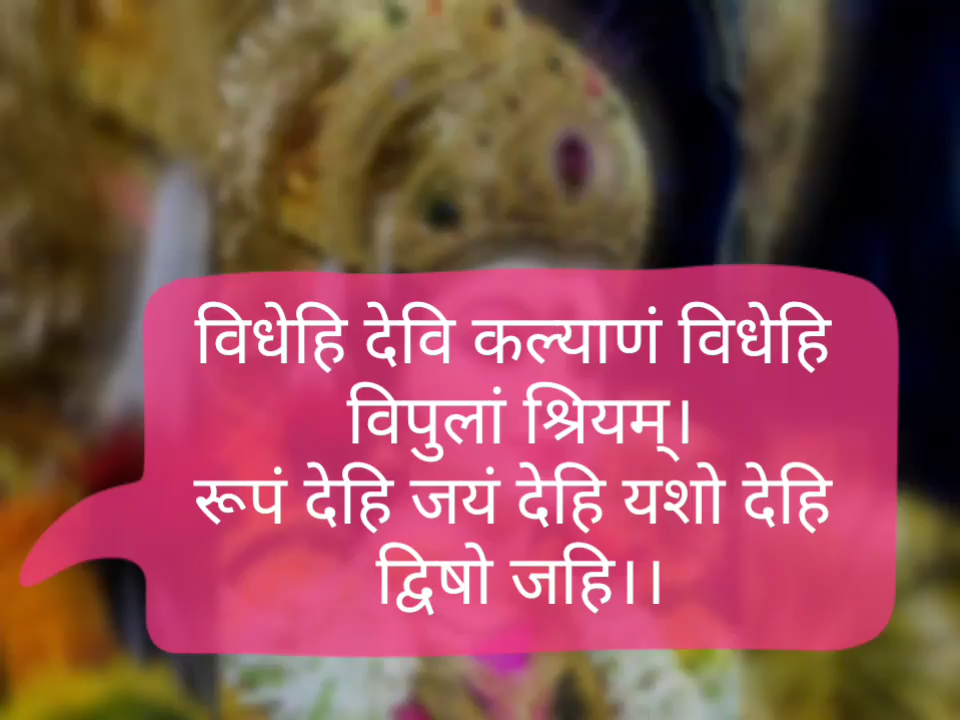 विधेहि देवि कल्याणं विधेहि
विपुलां श्रियम्।
रूपं देहि जयं देहि यशो देहि
द्विषो जहि।।